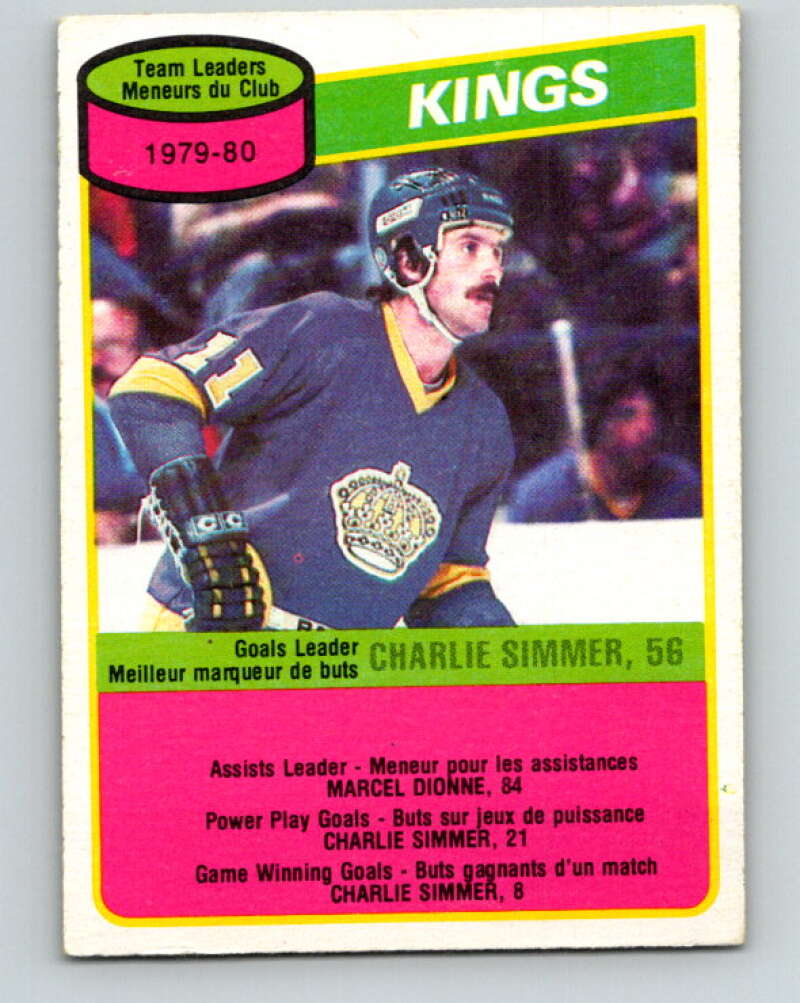 Team Leaders
Meneurs du Club
1979-80
KINGS
11
CC
Goals Leader
Meilleur marqueur de buts
CHARLIE SIMMER, 56
Assists Leader - Meneur pour les assistances
MARCEL DIONNE, 84
Power Play Goals - Buts sur jeux de puissance
CHARLIE SIMMER, 21
Game Winning Goals - Buts gagnants d'un match
CHARLIE SIMMER, 8